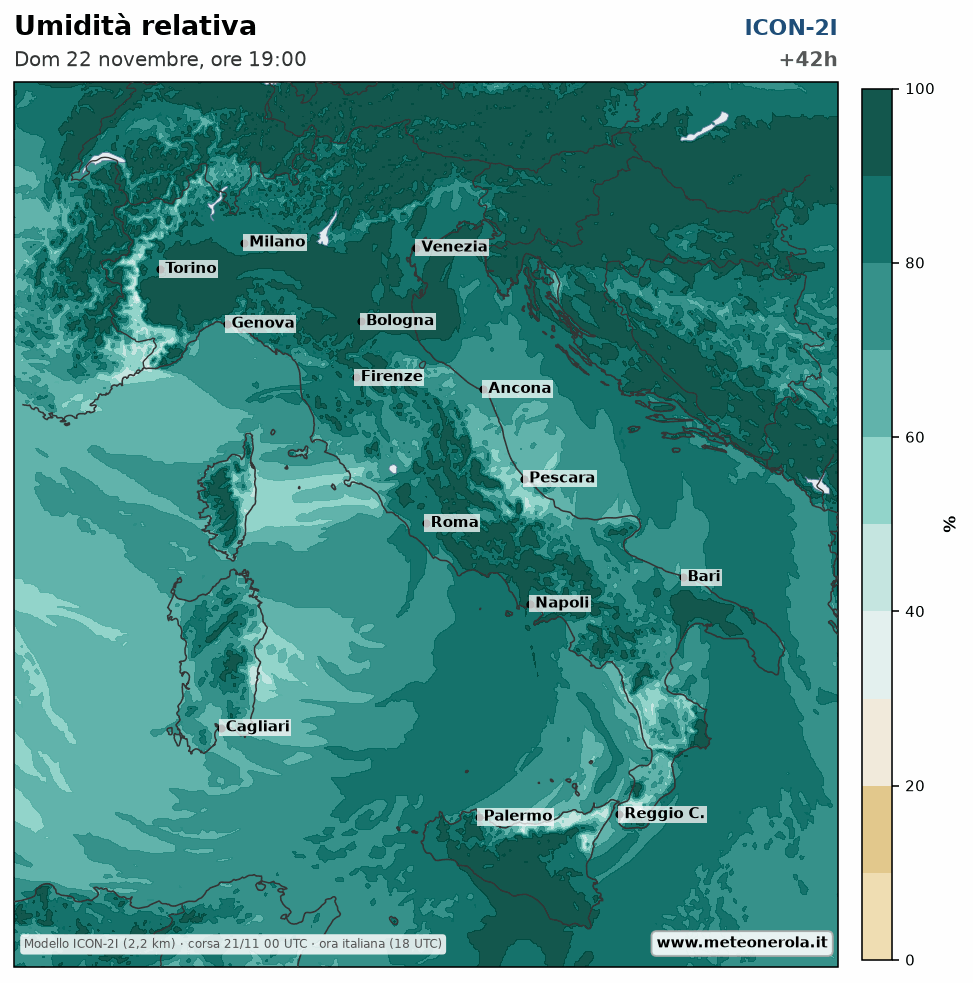 Umidità relativa
ICON-2I
Dom 22 novembre, ore 19:00
+42h
100
80
60
40
20
0
%
Milano
Venezia
Torino
Genova
Bologna
Firenze
Ancona
Pescara
Roma
Bari
Napoli
Cagliari
Palermo
Reggio C.
Modello ICON-2I (2,2 km) · corsa 21/11 00 UTC · ora italiana (18 UTC)
www.meteonerola.it